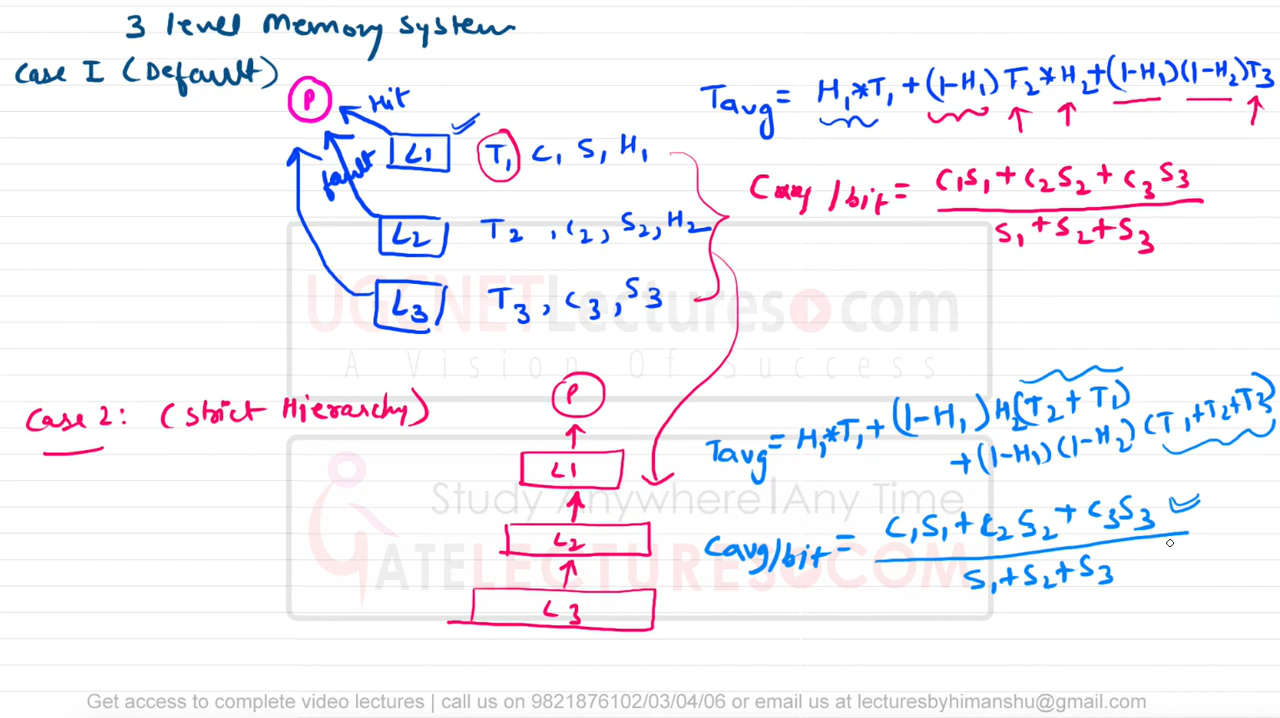 3 level Memory System
Case I (Default)
P
Hit
fault
L1
T1 C1 S1 H1
L2
T2 , C2, S2, H2
L3
T3 , C3, S3
Tavg = H1*T1 + (1-H1) T2*H2+(1-H1)(1-H2)T3
Cavg /bit = C1S1 + C2S2 + C3S3
S1+S2+S3
UGCNETLectures.com
A Vision Of Success
Case 2: (Strict Hierarchy)
P
L1
L2
L3
Tavg = H1*T1 + (1-H1) H2(T2+T1)
+(1-H1)(1-H2) (T1+T2+T3)
Cavg/bit = C1S1 + C2S2 + C3S3
S1+S2+S3
Study Anywhere|Any Time
GATELECTURES.COM
Get access to complete video lectures | call us on 9821876102/03/04/06 or email us at lecturesbyhimanshu@gmail.com